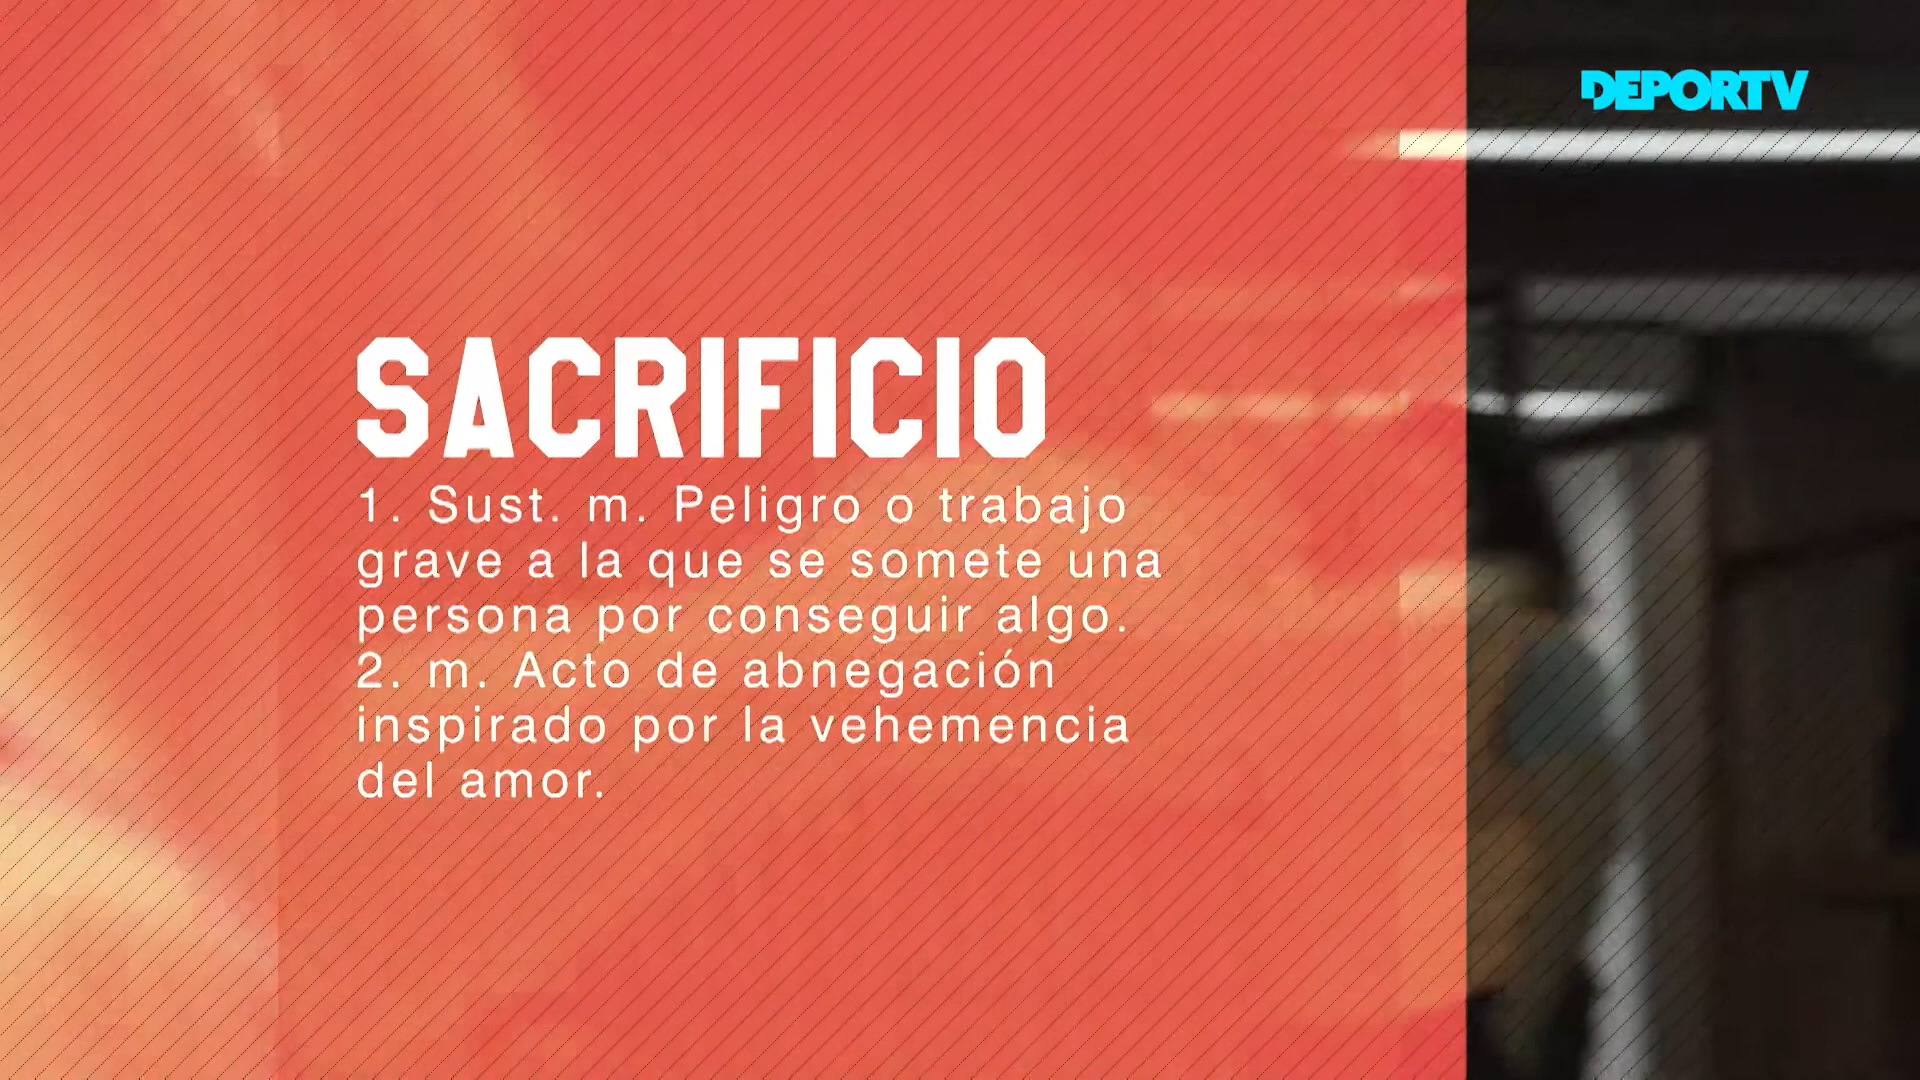 DEPORTV
SACRIFICIO
1. Sust. m. Peligro o trabajo
grave a la que se somete una
persona por conseguir algo.
2. m. Acto de abnegación
inspirado por la vehemencia
del amor.